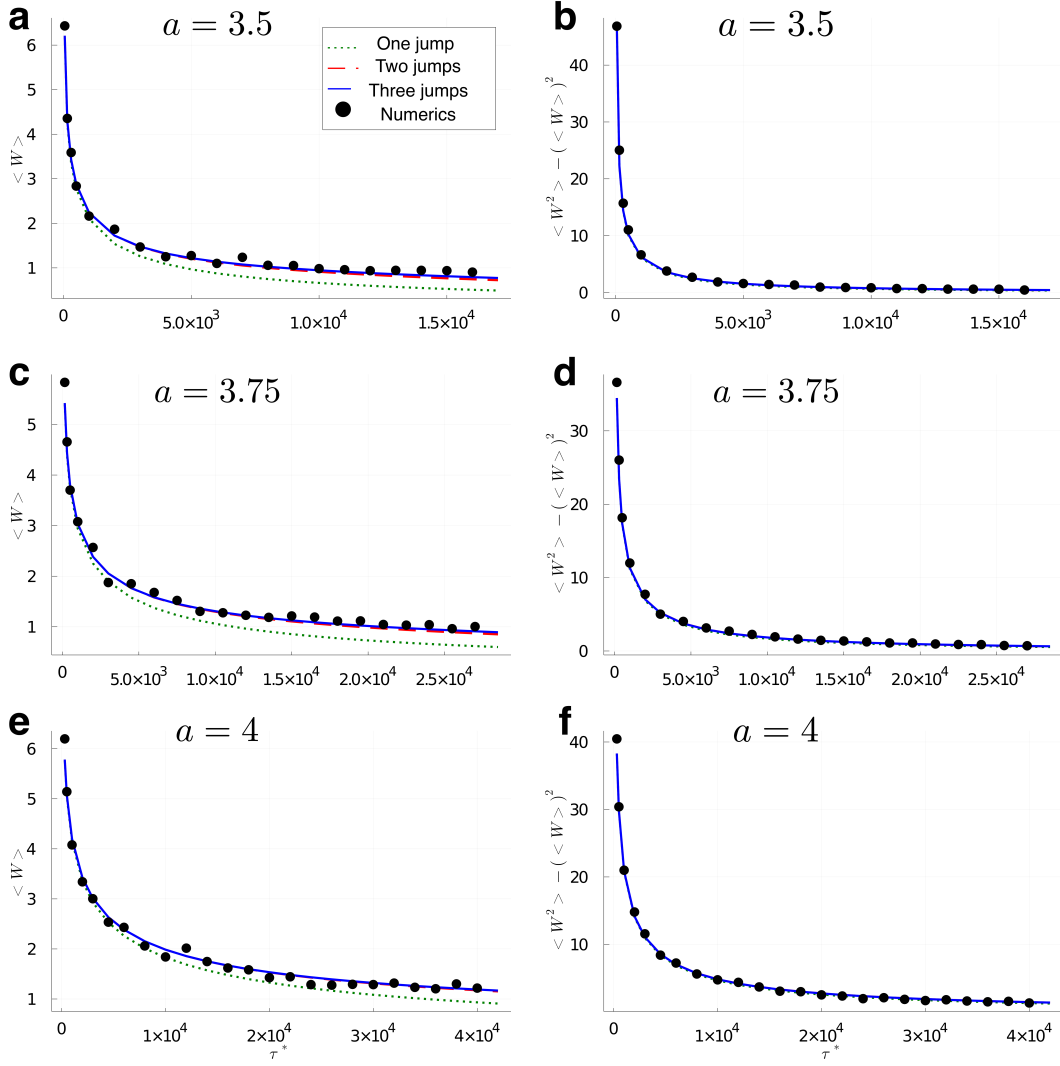 a
a = 3.5
One jump
Two jumps
Three jumps
Numerics
< W >
6
5
4
3
2
1
0
5.0×10³
1.0×10⁴
1.5×10⁴
b
a = 3.5
< W² > − ( < W > )²
40
30
20
10
0
0
5.0×10³
1.0×10⁴
1.5×10⁴
c
a = 3.75
< W >
5
4
3
2
1
0
5.0×10³
1.0×10⁴
1.5×10⁴
2.0×10⁴
2.5×10⁴
d
a = 3.75
< W² > − ( < W > )²
30
20
10
0
0
5.0×10³
1.0×10⁴
1.5×10⁴
2.0×10⁴
2.5×10⁴
e
a = 4
< W >
6
5
4
3
2
1
0
1×10⁴
2×10⁴
3×10⁴
4×10⁴
τ*
f
a = 4
< W² > − ( < W > )²
40
30
20
10
0
1×10⁴
2×10⁴
3×10⁴
4×10⁴
τ*